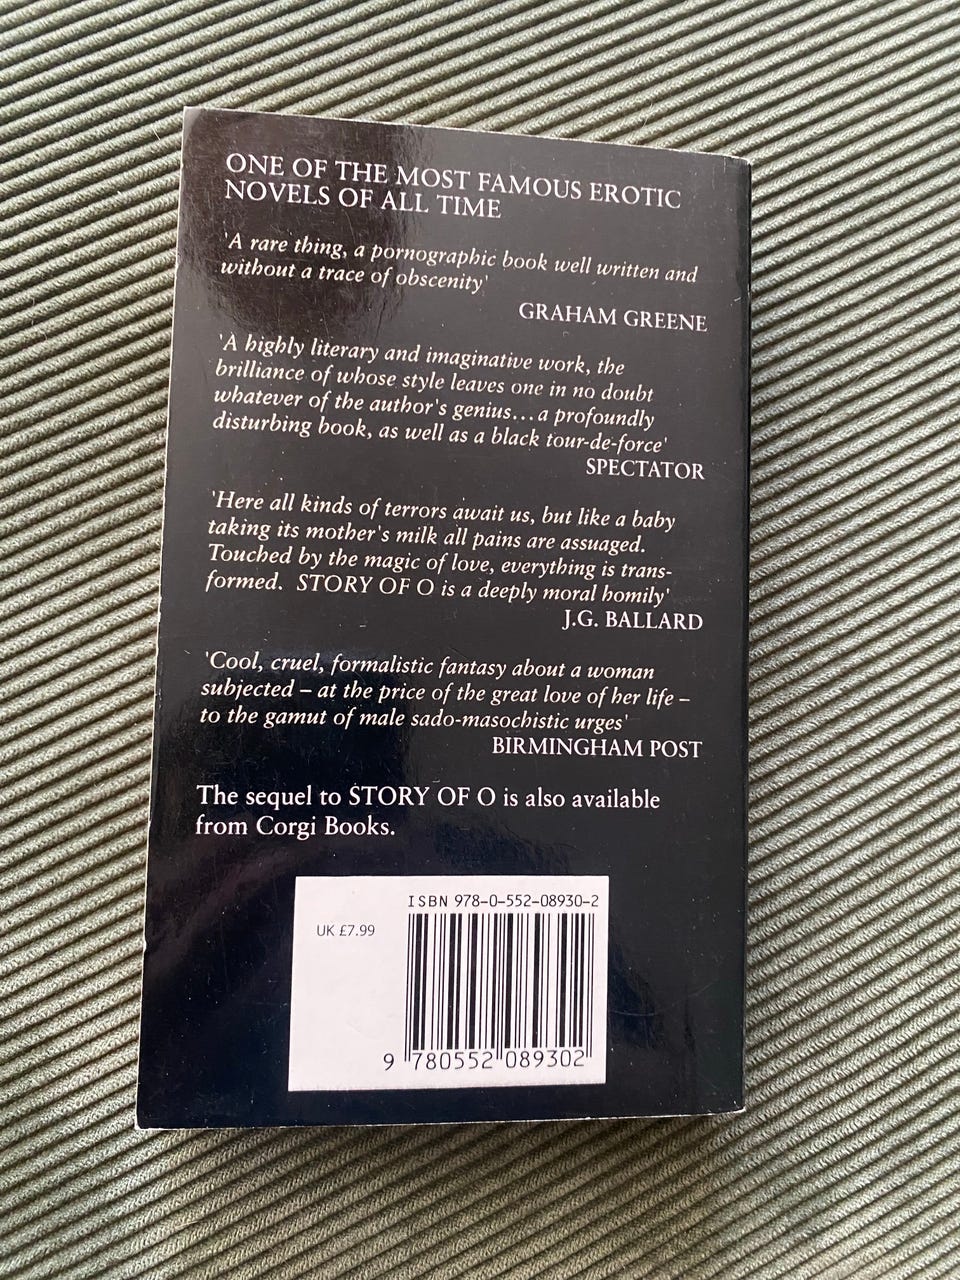 ONE OF THE MOST FAMOUS EROTIC
NOVELS OF ALL TIME
'A rare thing, a pornographic book well written and
without a trace of obscenity'
GRAHAM GREENE
'A highly literary and imaginative work, the
brilliance of whose style leaves one in no doubt
whatever of the author's genius...a profoundly
disturbing book, as well as a black tour-de-force'
SPECTATOR
'Here all kinds of terrors await us, but like a baby
taking its mother's milk all pains are assuaged.
Touched by the magic of love, everything is trans-
formed. STORY OF O is a deeply moral homily'
J.G. BALLARD
'Cool, cruel, formalistic fantasy about a woman
subjected – at the price of the great love of her life –
to the gamut of male sado-masochistic urges'
BIRMINGHAM POST
The sequel to STORY OF O is also available
from Corgi Books.
ISBN 978-0-552-08930-2
UK £7.99
9 780552 089302